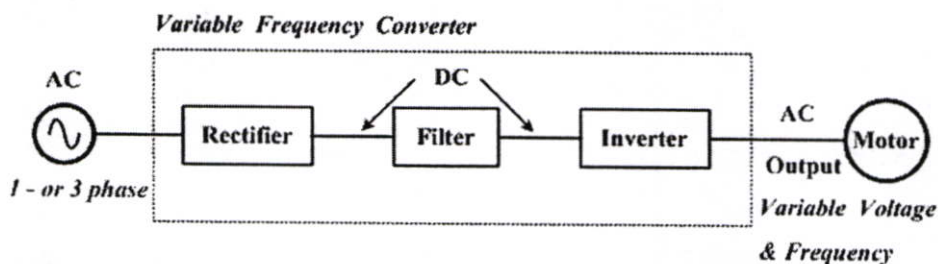 Variable Frequency Converter
AC
DC
Rectifier
Filter
Inverter
AC
Output
Motor
1 - or 3 phase
Variable Voltage
& Frequency